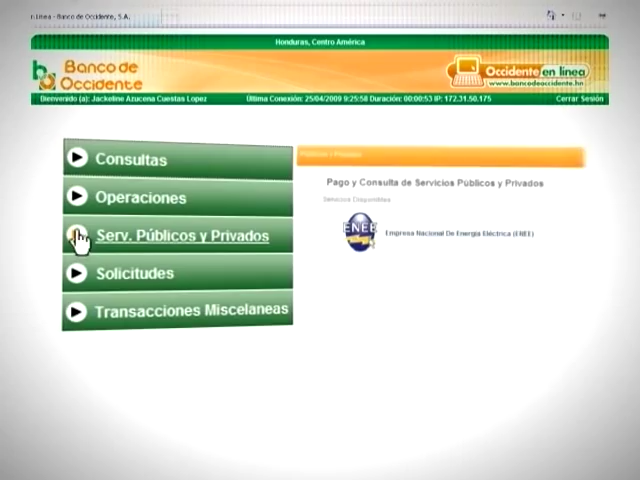 n Linea - Banco de Occidente, S.A.
Honduras, Centro América
Banco de
Occidente
Occidente en línea
www.bancodeoccidente.hn
Bienvenido (a): Jackeline Azucena Cuestas Lopez Última Conexión: 25/04/2009 9:25:58 Duración: 00:00:53 IP: 172.31.50.175 Cerrar Sesión
Consultas
Operaciones
Serv. Públicos y Privados
Solicitudes
Transacciones Miscelaneas
Pago y Consulta de Servicios Públicos y Privados
Servicios Disponibles
ENEE
Empresa Nacional De Energía Eléctrica (ENEE)